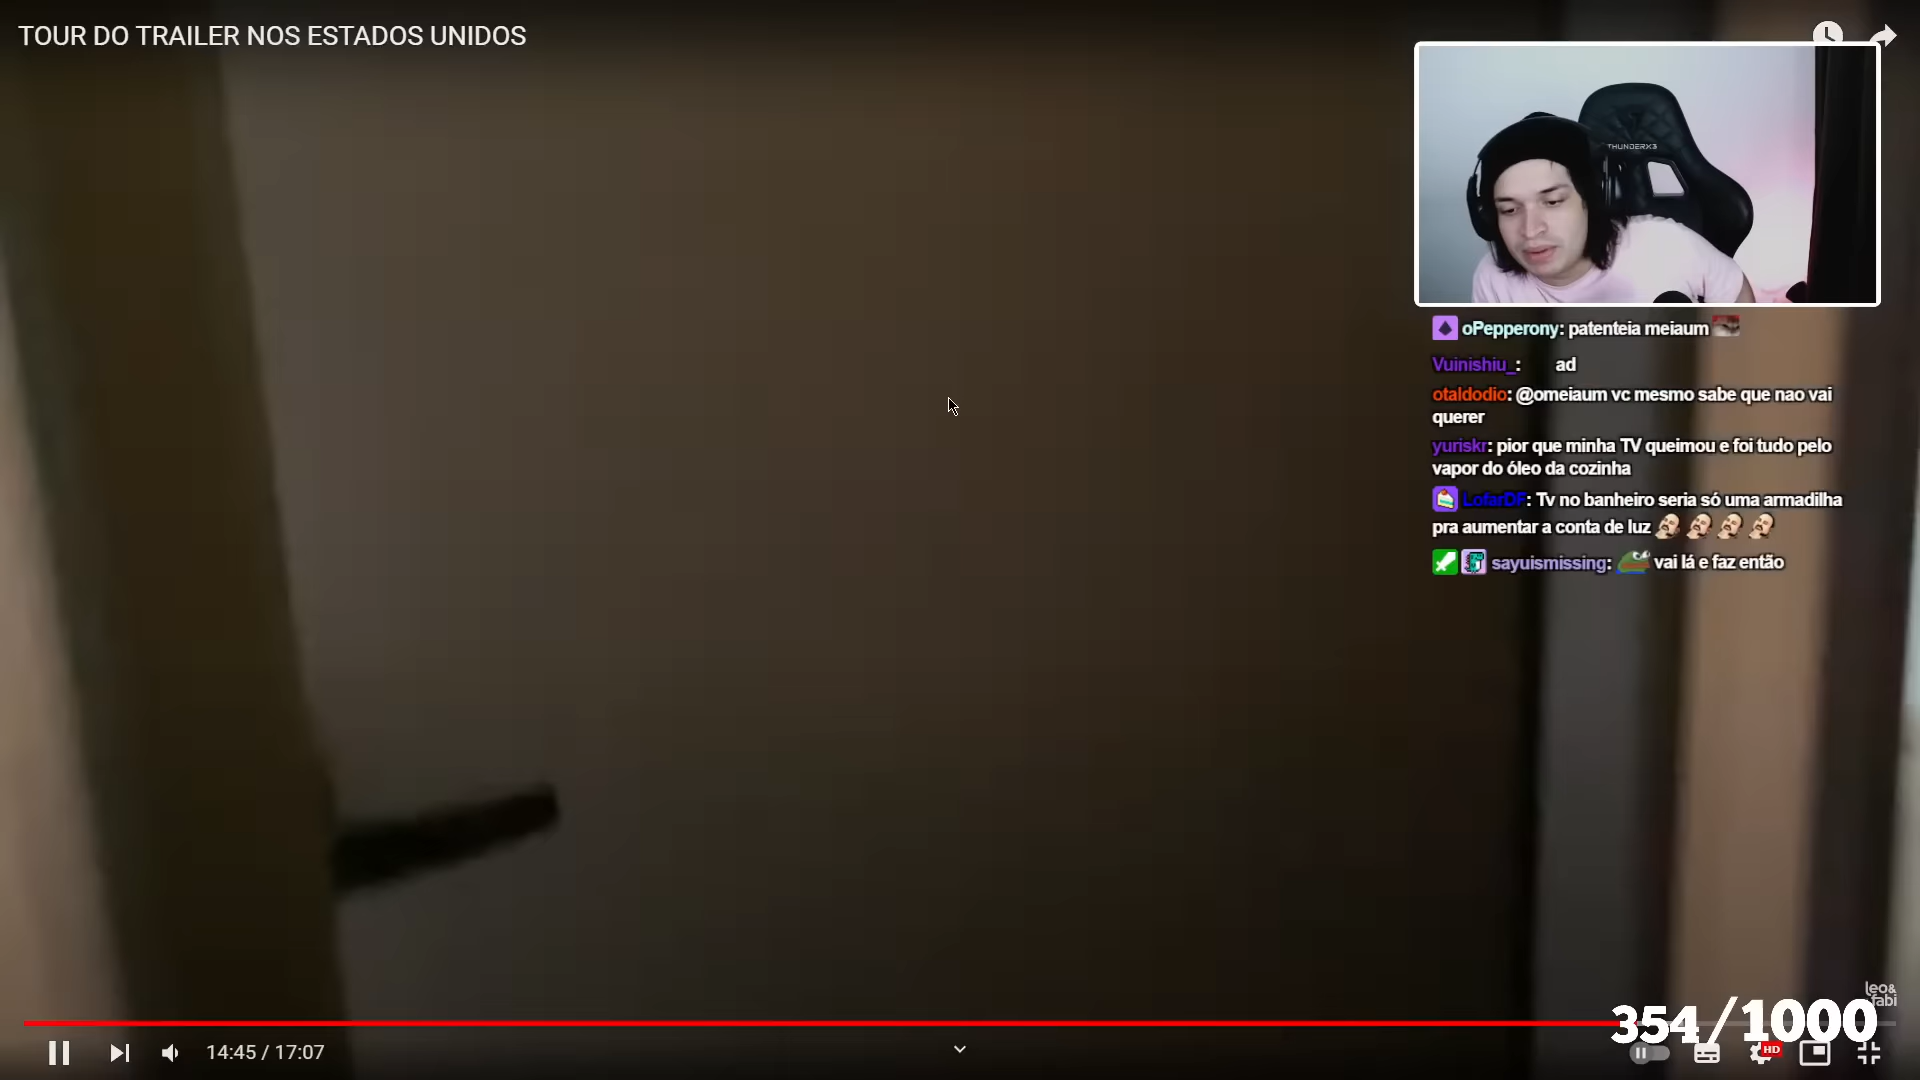 TOUR DO TRAILER NOS ESTADOS UNIDOS
THUNDERX3
oPepperony: patenteia meiaum
Vuinishiu_: ad
otaldodio: @omeiaum vc mesmo sabe que nao vai
querer
yuriskr: pior que minha TV queimou e foi tudo pelo
vapor do óleo da cozinha
LofarDF: Tv no banheiro seria só uma armadilha
pra aumentar a conta de luz
sayuismissing: vai lá e faz então
leo&
fabi
354/1000
14:45 / 17:07
HD